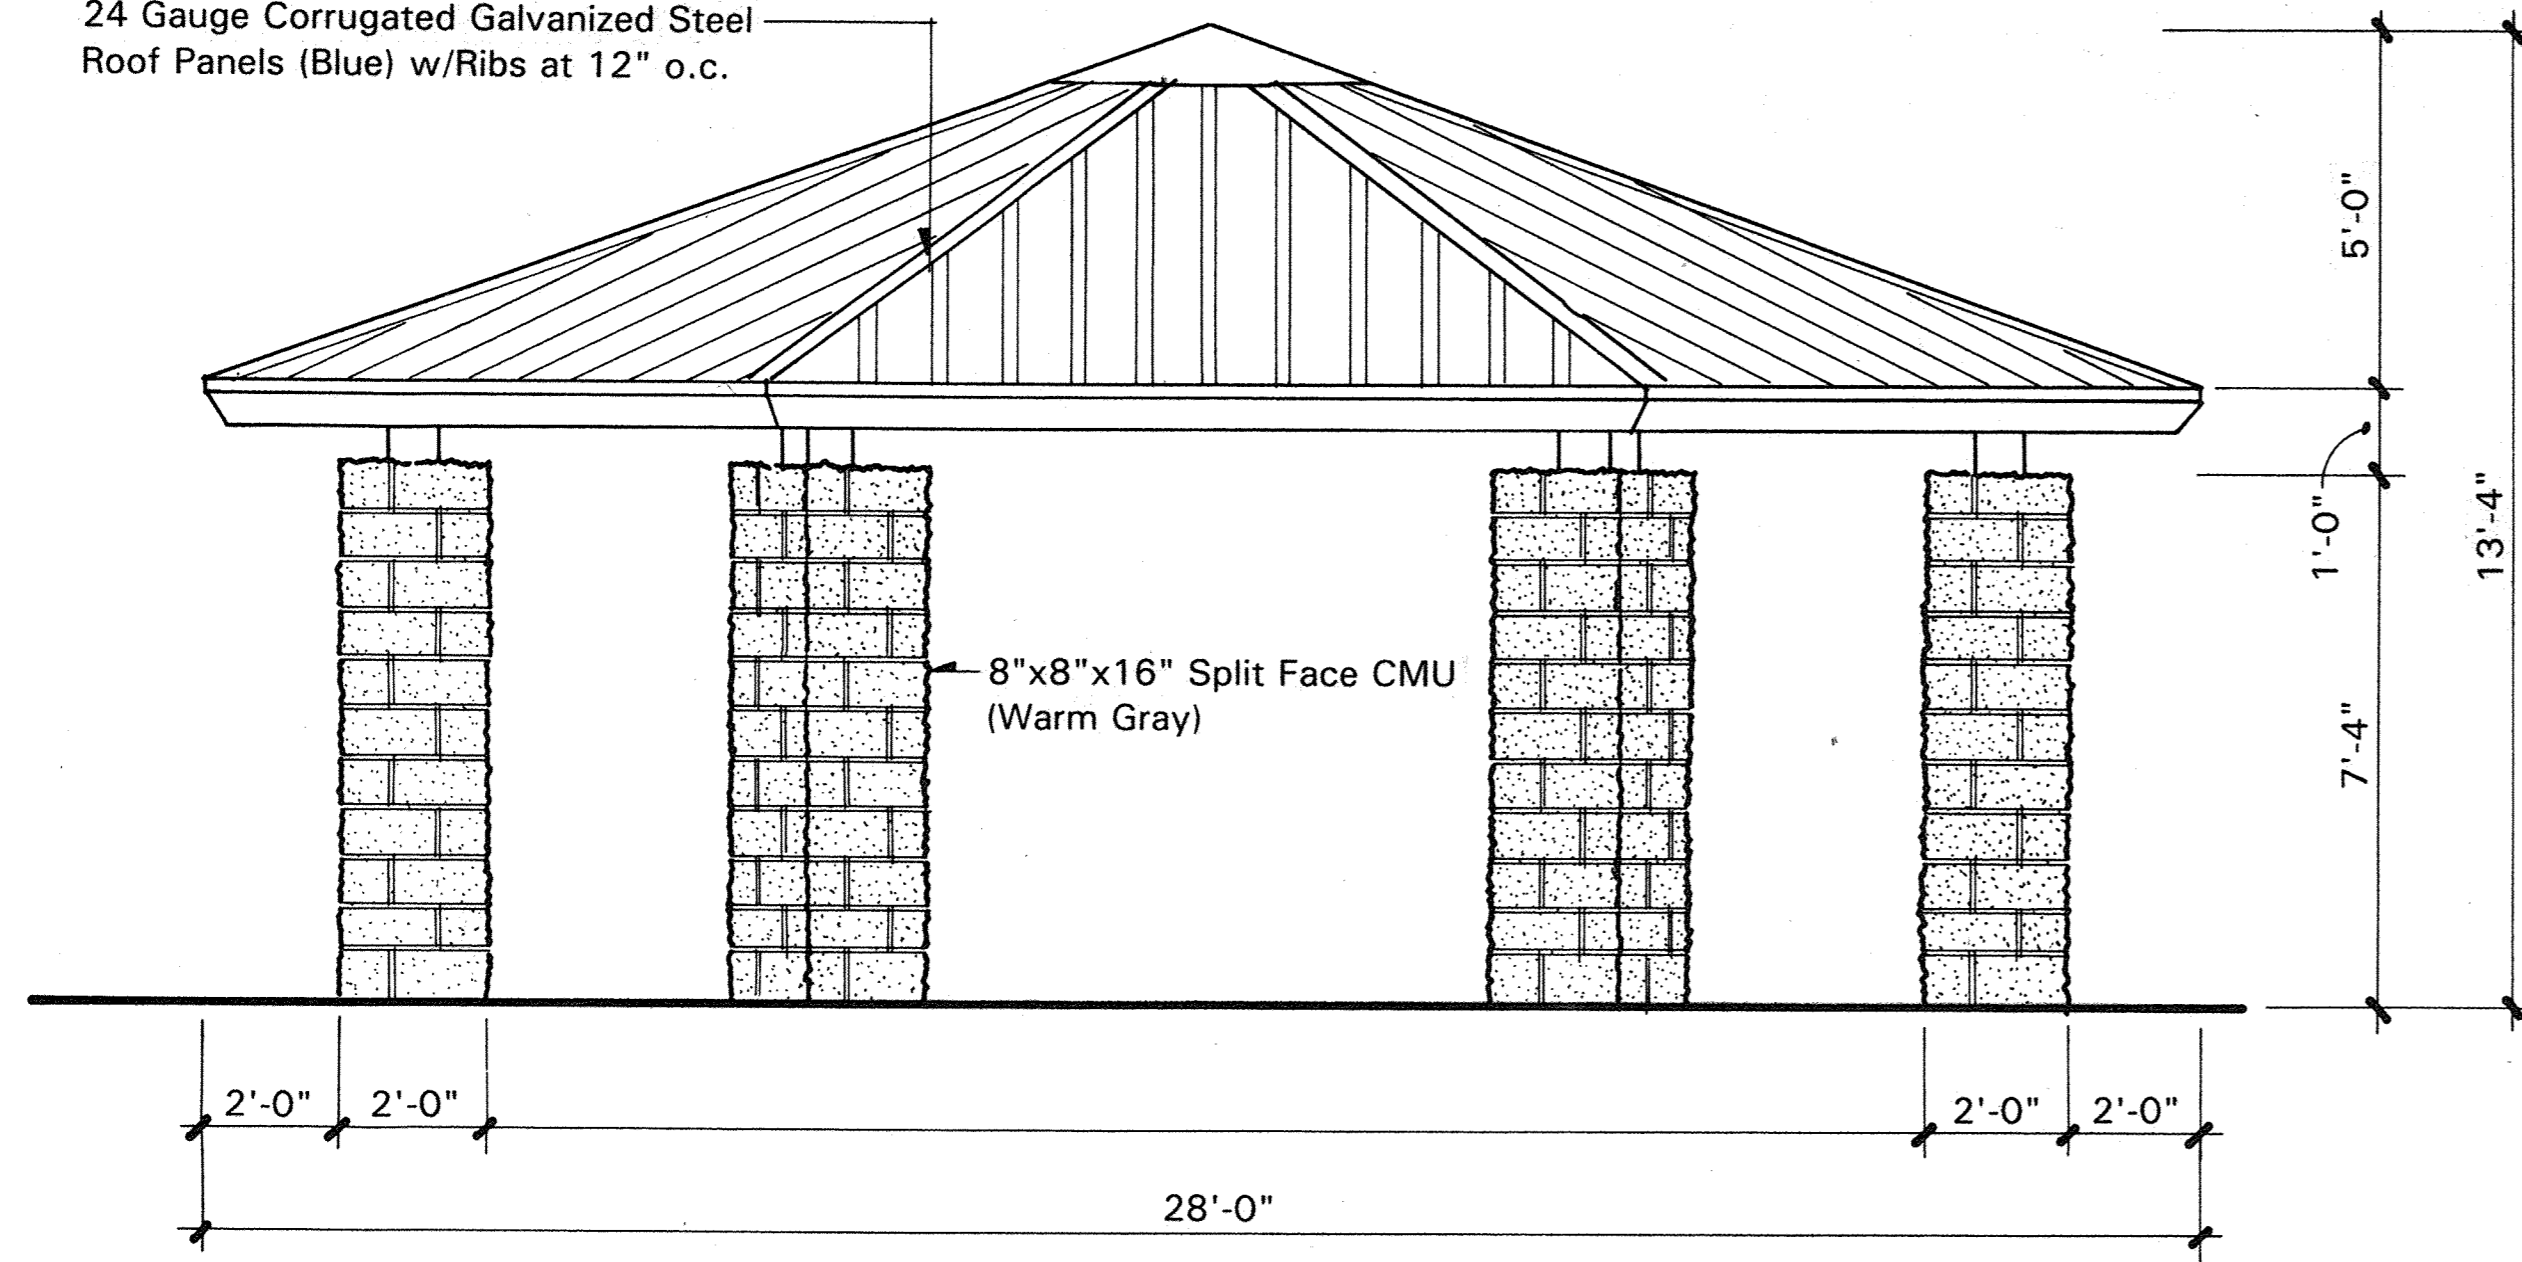 24 Gauge Corrugated Galvanized Steel
Roof Panels (Blue) w/Ribs at 12" o.c.
5'-0"
1'-0"
13'-4"
8"x8"x16" Split Face CMU
(Warm Gray)
7'-4"
2'-0" 2'-0" 2'-0" 2'-0"
28'-0"